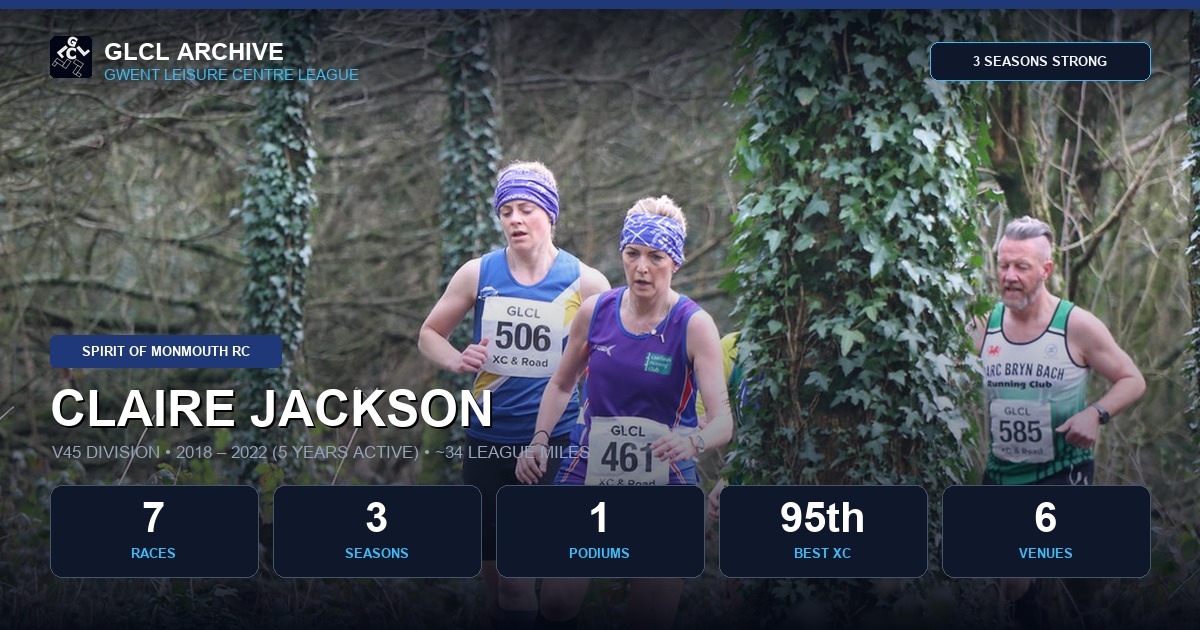 GLCL ARCHIVE
GWENT LEISURE CENTRE LEAGUE
3 SEASONS STRONG
GLCL
506
XC & Road
GLCL
461
XC & Road
ARC BRYN BACH
Running Club
GLCL
585
XC & Road
SPIRIT OF MONMOUTH RC
CLAIRE JACKSON
V45 DIVISION • 2018 – 2022 (5 YEARS ACTIVE) • ~34 LEAGUE MILES
7
RACES
3
SEASONS
1
PODIUMS
95th
BEST XC
6
VENUES